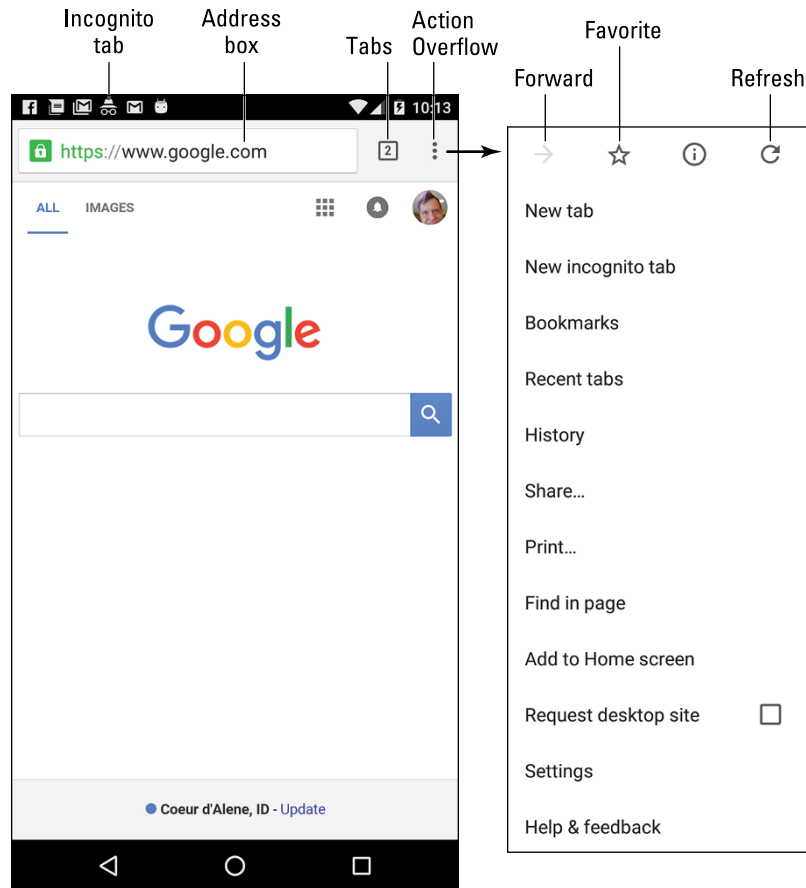 Incognito tab
Address box
Tabs
Action Overflow
Favorite
Forward
Refresh
10:13
https://www.google.com
2
ALL IMAGES
Google
Coeur d'Alene, ID - Update
New tab
New incognito tab
Bookmarks
Recent tabs
History
Share...
Print...
Find in page
Add to Home screen
Request desktop site
Settings
Help & feedback